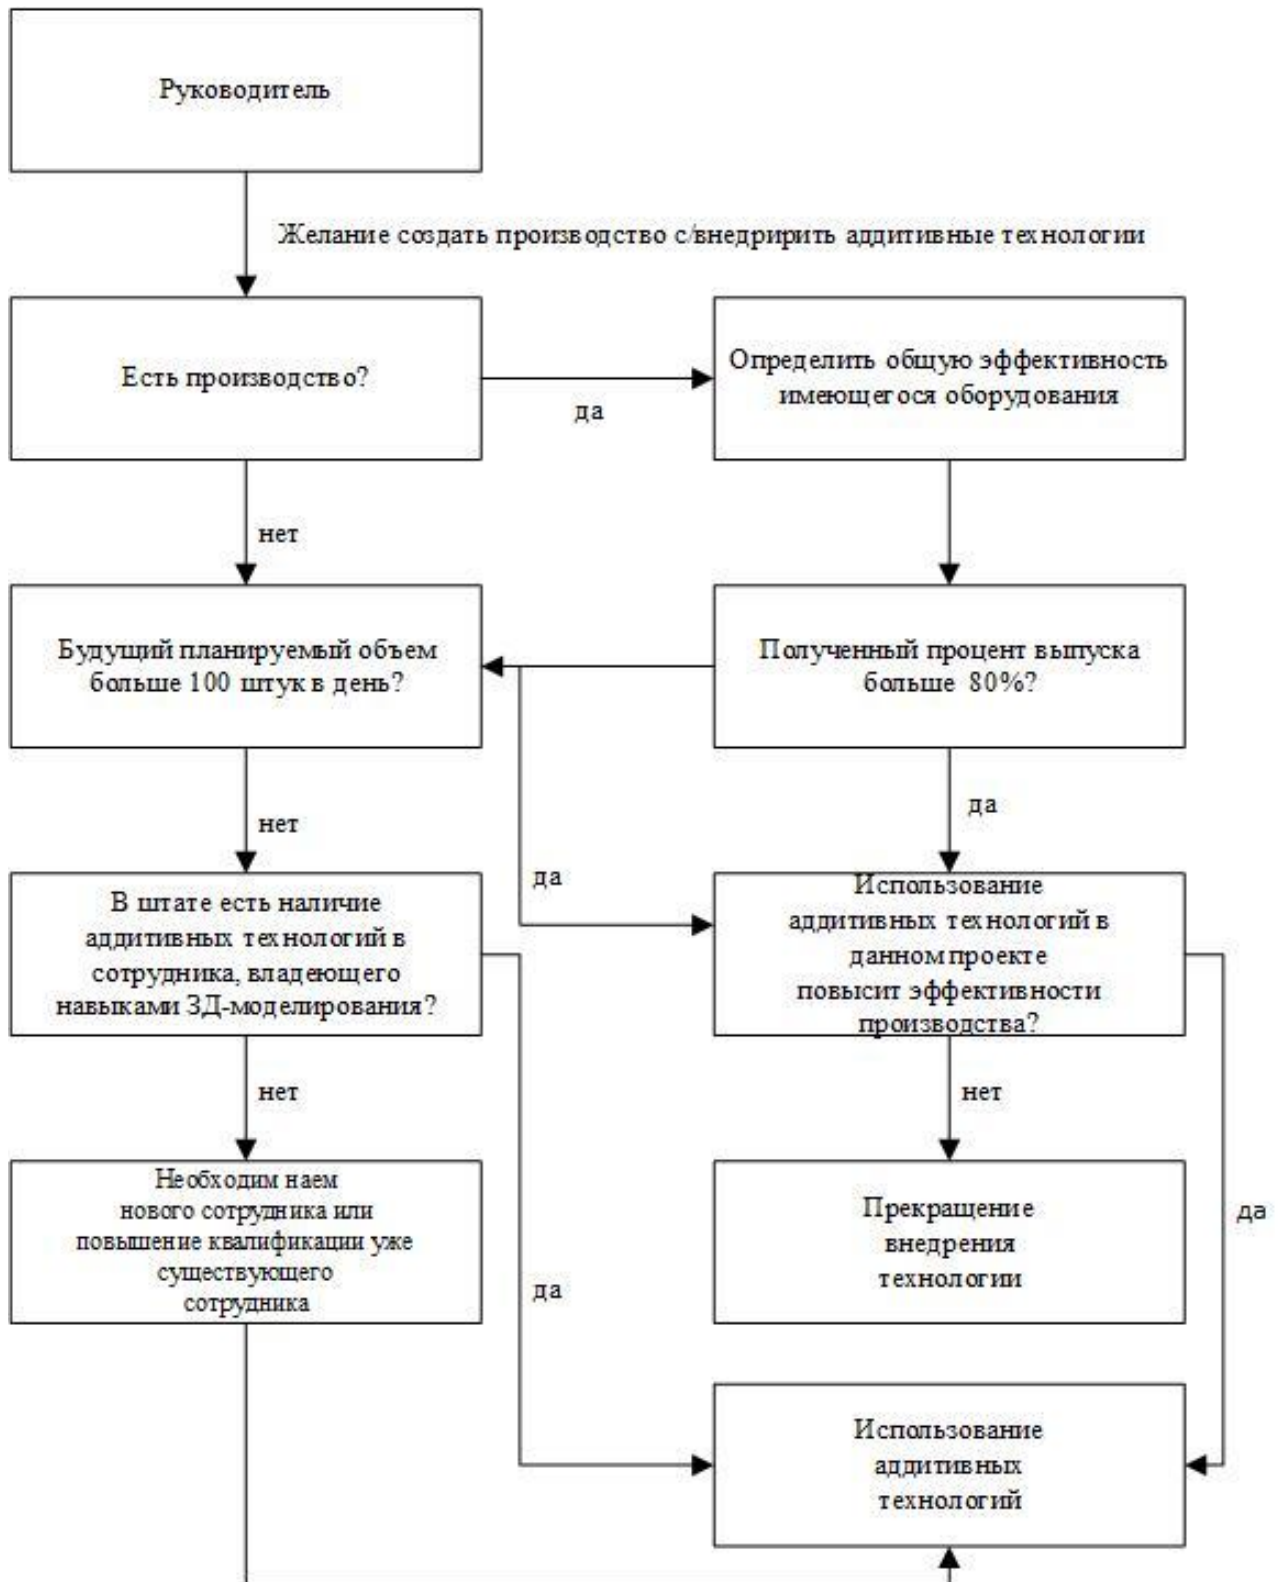 Руководитель
Желание создать производство с/внедририть аддитивные технологии
Есть производство?
да
Определить общую эффективность
имеющегося оборудования
нет
Будущий планируемый объем
больше 100 штук в день?
Полученный процент выпуска
больше 80%?
нет
да
да
В штате есть наличие
аддитивных технологий в
сотрудника, владеющего
навыками 3Д-моделирования?
Использование
аддитивных технологий в
данном проекте
повысит эффективности
производства?
нет
нет
Необходим наем
нового сотрудника или
повышение квалификации уже
существующего
сотрудника
да
Прекращение
внедрения
технологии
да
Использование
аддитивных
технологий